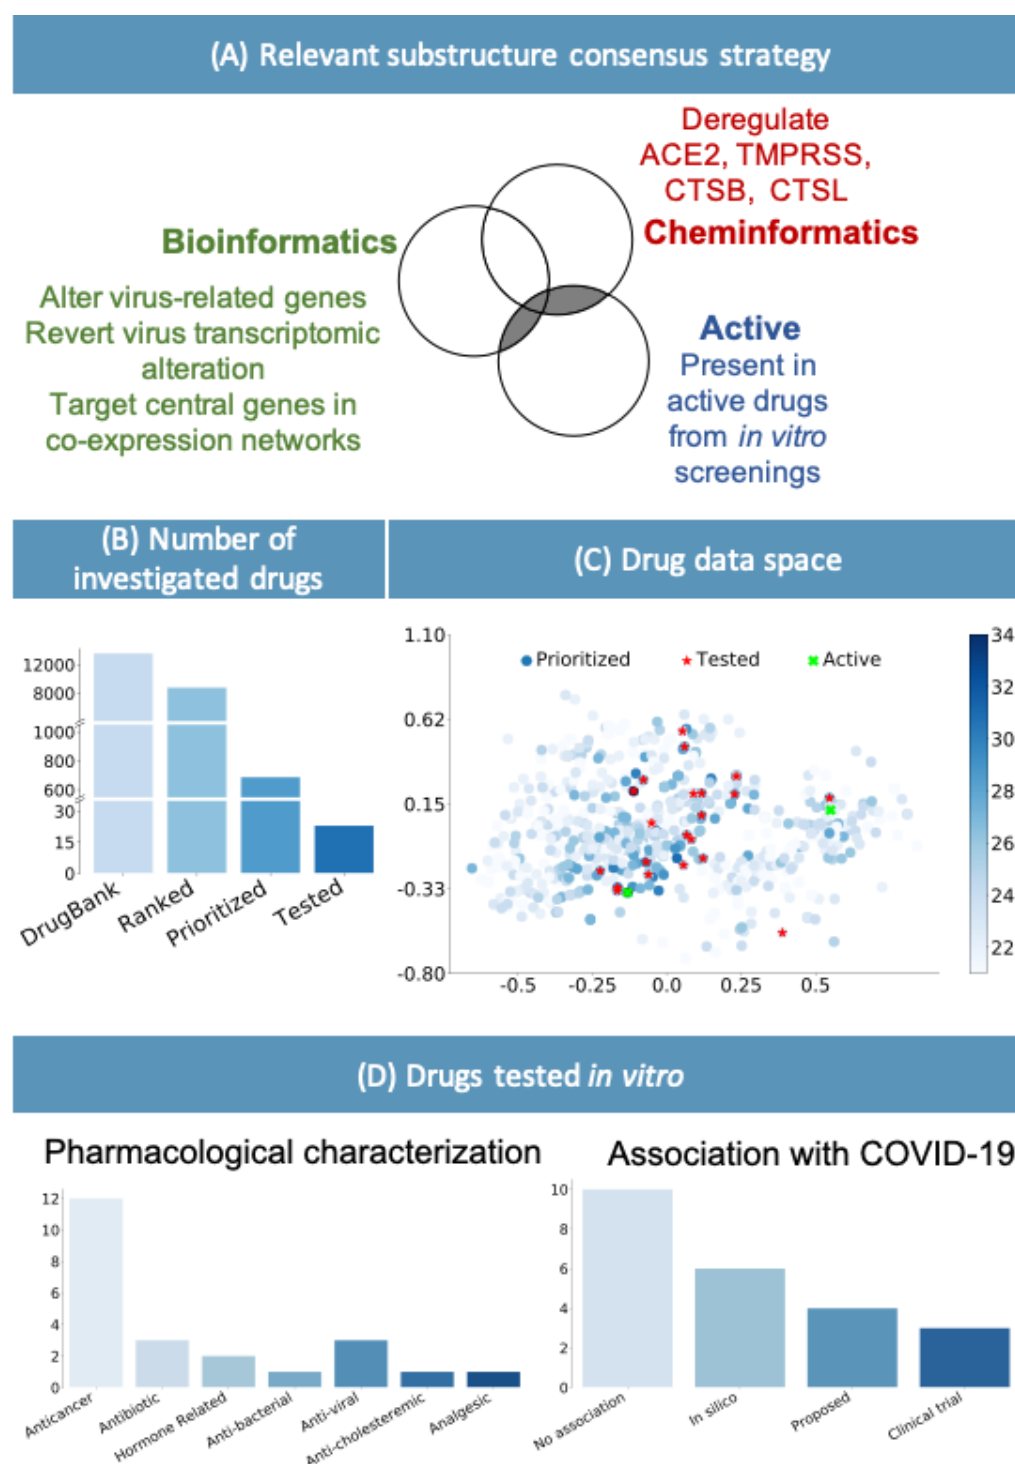 (A) Relevant substructure consensus strategy
Deregulate
ACE2, TMPRSS,
CTSB, CTSL
Cheminformatics
Bioinformatics
Alter virus-related genes
Revert virus transcriptomic
alteration
Target central genes in
co-expression networks
Active
Present in
active drugs
from in vitro
screenings
(B) Number of
investigated drugs
12000
8000
1000
800
600
30
15
0
DrugBank
Ranked
Prioritized
Tested
(C) Drug data space
1.10
0.62
0.15
-0.33
-0.80
-0.5
-0.25
0.0
0.25
0.5
Prioritized
Tested
Active
34
32
30
28
26
24
22
(D) Drugs tested in vitro
Pharmacological characterization
12
10
8
6
4
2
0
Anticancer
Antibiotic
Hormone Related
Anti-bacterial
Anti-viral
Anti-cholesteremic
Analgesic
Association with COVID-19
10
8
6
4
2
0
No association
In silico
Proposed
Clinical trial